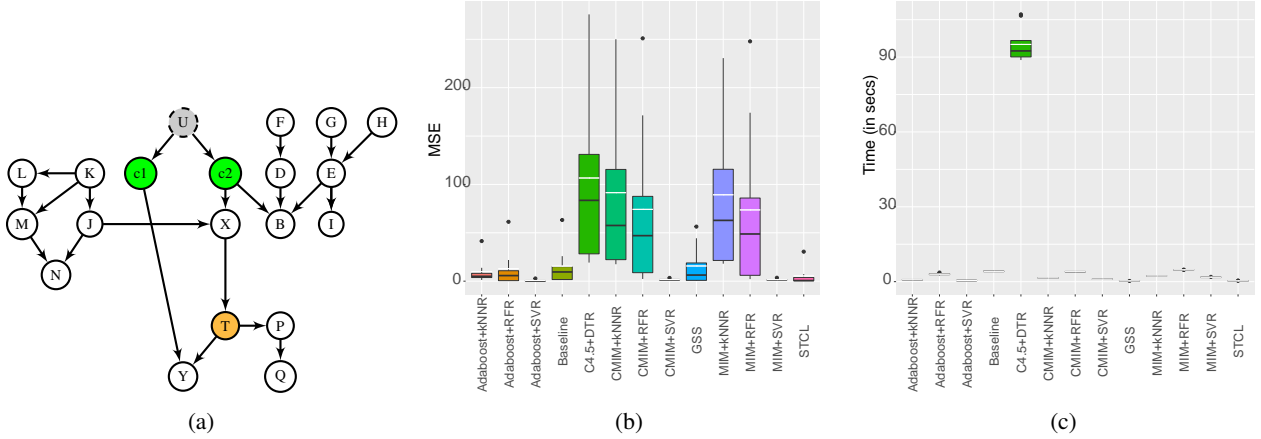 U
F
G
H
L
K
c1
c2
D
E
M
J
X
B
I
N
T
P
Y
Q
(a)
MSE
200
100
0
Adaboost+kNNR
Adaboost+RFR
Adaboost+SVR
Baseline
C4.5+DTR
CMIM+kNNR
CMIM+RFR
CMIM+SVR
GSS
MIM+kNNR
MIM+RFR
MIM+SVR
STCL
(b)
Time (in secs)
90
60
30
0
Adaboost+kNNR
Adaboost+RFR
Adaboost+SVR
Baseline
C4.5+DTR
CMIM+kNNR
CMIM+RFR
CMIM+SVR
GSS
MIM+kNNR
MIM+RFR
MIM+SVR
STCL
(c)